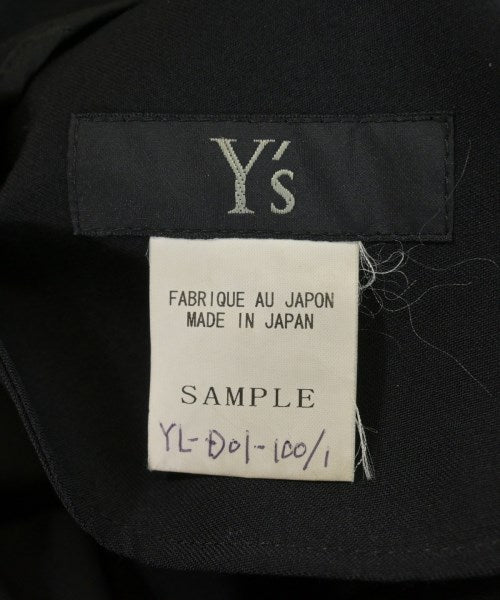 Y's
FABRIQUE AU JAPON
MADE IN JAPAN
SAMPLE
YL-D01-100/1